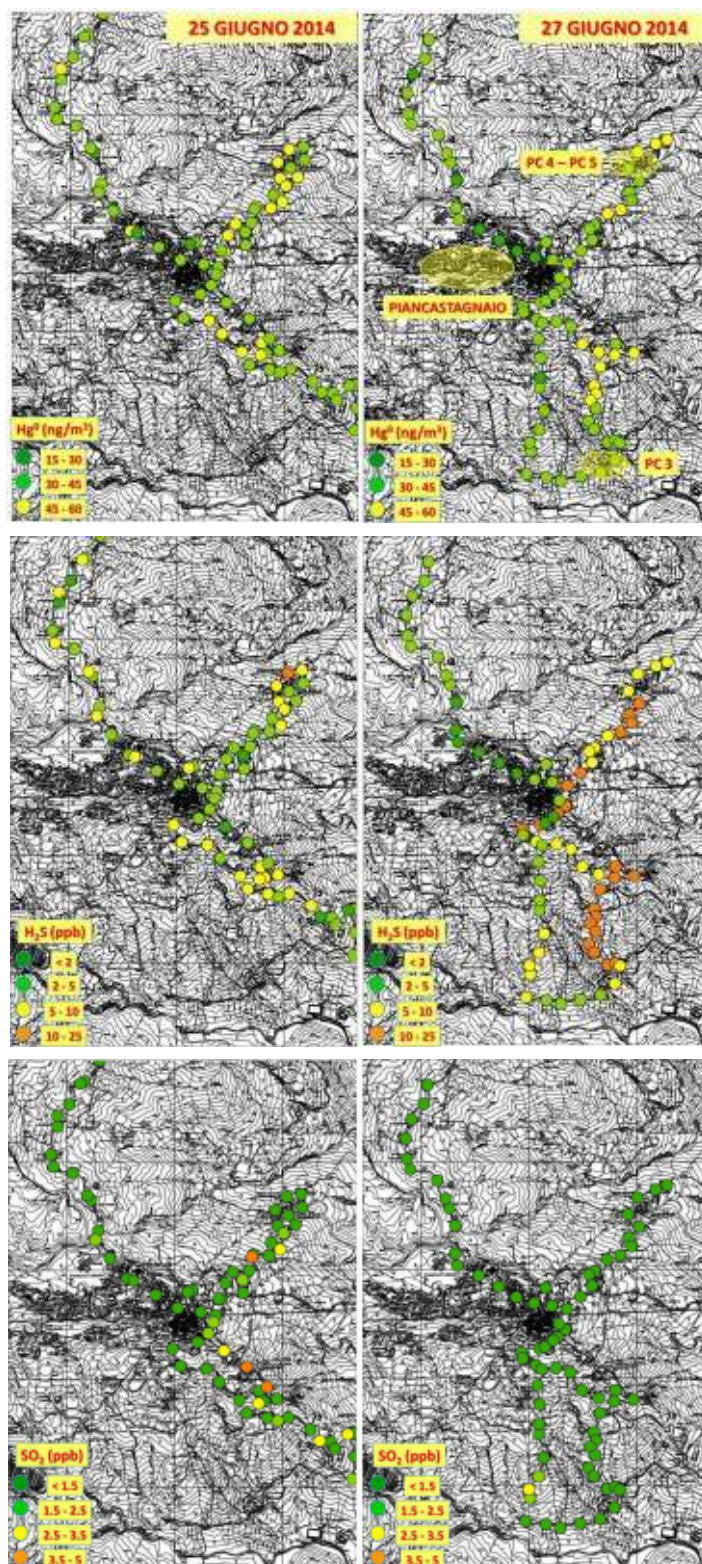 25 GIUGNO 2014
27 GIUGNO 2014
PC 4 – PC 5
PIANCASTAGNAIO
PC 3
Hg⁰ (ng/m³)
15 - 30
30 - 45
45 - 60
Hg⁰ (ng/m³)
15 - 30
30 - 45
45 - 60
H₂S (ppb)
< 2
2 - 5
5 - 10
10 - 25
H₂S (ppb)
< 2
2 - 5
5 - 10
10 - 25
SO₂ (ppb)
< 1.5
1.5 - 2.5
2.5 - 3.5
3.5 - 5
SO₂ (ppb)
< 1.5
1.5 - 2.5
2.5 - 3.5
3.5 - 5